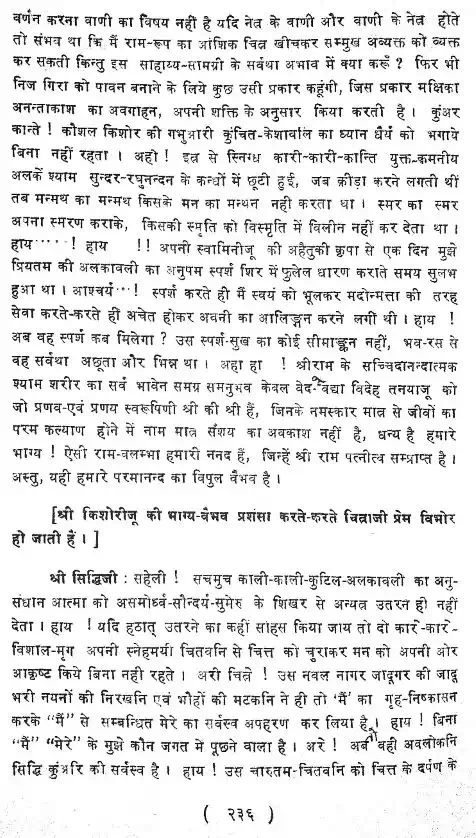 वर्णन करना वाणी का विषय नहीं है यदि नेत्र के वाणी और वाणी के नेत्र होते
तो संभव था कि मैं राम-रूप का आंशिक चित्र खींचकर सम्मुख अव्यक्त को व्यक्त
कर सकती किन्तु इस साहाय्य-सामग्री के सर्वथा अभाव में क्या करूँ ? फिर भी
निज गिरा को पावन बनाने के लिये कुछ उसी प्रकार कहूंगी, जिस प्रकार मक्षिका
अनन्ताकाश का अवगाहन, अपनी शक्ति के अनुसार किया करती है । कुंअर
कान्ते ! कौशल किशोर की गभुआरी कुंचित-केशावलि का ध्यान धैर्य को भगाये
बिना नहीं रहता । अहो ! इत्र से स्निग्ध कारी-कारी-कान्ति युक्त-कमनीय
अलकें श्याम सुन्दर-रघुनन्दन के कन्धों में छूटी हुई, जब क्रीड़ा करने लगती थीं
तब मन्मथ का मन्मथ किसके मन का मन्थन नही करता था । स्मर का स्मर
अपना स्मरण कराके, किसकी स्मृति को विस्मृति में विलीन नहीं कर देता था ।
हाय.....! हाय !! अपनी स्वामिनीजू की अहैतुकी कृपा से एक दिन मुझे
प्रियतम की अलकावली का अनुपम स्पर्श शिर में फुलेल धारण कराते समय सुलभ
हुआ था । आश्चर्य...! स्पर्श करते ही मैं स्वयं को भूलकर मदोन्मत्ता की तरह
सेवा करते-करते ही अचेत होकर अवनी का आलिङ्गन करने लगी थी । हाय !
अब वह स्पर्श कब मिलेगा ? उस स्पर्श-सुख का कोई सीमाङ्कन नहीं, भव-रस से
वह सर्वथा अछूता और भिन्न था । अहा हा ! श्रीराम के सच्चिदानन्दात्मक
श्याम शरीर का सर्व भावेन समग्र समनुभव केवल वेद-वेद्या विदेह तनयाजू को
जो प्रणव-एवं प्रणय स्वरूपिणी श्री की श्री हैं, जिनके नमस्कार मात्र से जीवों का
परम कल्याण होने में नाम मात्र संशय का अवकाश नहीं है, धन्य है हमारे
भाग्य ! ऐसी राम-वलम्भा हमारी ननद हैं, जिन्हें श्री राम पत्नीत्व सम्प्राप्त है ।
अस्तु, यही हमारे परमानन्द का विपुल वैभव है ।
[श्री किशोरीजू की भाग्य-वैभव प्रशंसा करते-करते चित्राजी प्रेम विभोर
हो जाती हैं । ]
श्री सिद्धिजी : सहेली ! सचमुच काली-काली-कुटिल-अलकावली का अनु-
संधान आत्मा को असमोर्ध्व-सौन्दर्य-सुमेरु के शिखर से अन्यत्र उतरने ही नहीं
देता । हाय ! यदि हठात् उतरने का कहीं साहस किया जाय तो दो कारे-कारे-
विशाल-मृग अपनी स्नेहमयी चितवनि से चित्त को चुराकर मन को अपनी ओर
आकृष्ट किये बिना नही रहते । अरी चित्रे ! उस नवल नागर जादूगर की जादू
भरी नयनों की निरखनि एवं भौहों की मटकनि ने ही तो 'मैं' का गृह-निष्कासन
करके "मैं" से सम्बन्धित मेरे का सर्वस्व अपहरण कर लिया है । हाय ! बिना
"मैं" "मेरे" के मुझे कौन जगत में पूछने वाला है । अरे ! अब तो वही अवलोकनि
सिद्धि कुंअरि की सर्वस्व है । हाय ! उस चारुतम-चितवनि को चित्त के दर्पण के
( २३६ )